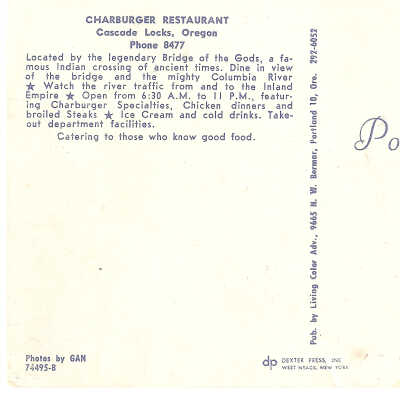 CHARBURGER RESTAURANT
Cascade Locks, Oregon
Phone 8477
Located by the legendary Bridge of the Gods, a fa-
mous Indian crossing of ancient times. Dine in view
of the bridge and the mighty Columbia River
★ Watch the river traffic from and to the Inland
Empire ★ Open from 6:30 A.M. to 11 P.M., featur-
ing Charburger Specialties, Chicken dinners and
broiled Steaks ★ Ice Cream and cold drinks. Take-
out department facilities.
Catering to those who know good food.
Pub. by Living Color Adv., 9665 N. W. Bermar, Portland 10, Ore. 292-6052
Po
Photos by GAN
74495-B
dp DEXTER PRESS, INC
WEST NYACK, NEW YORK